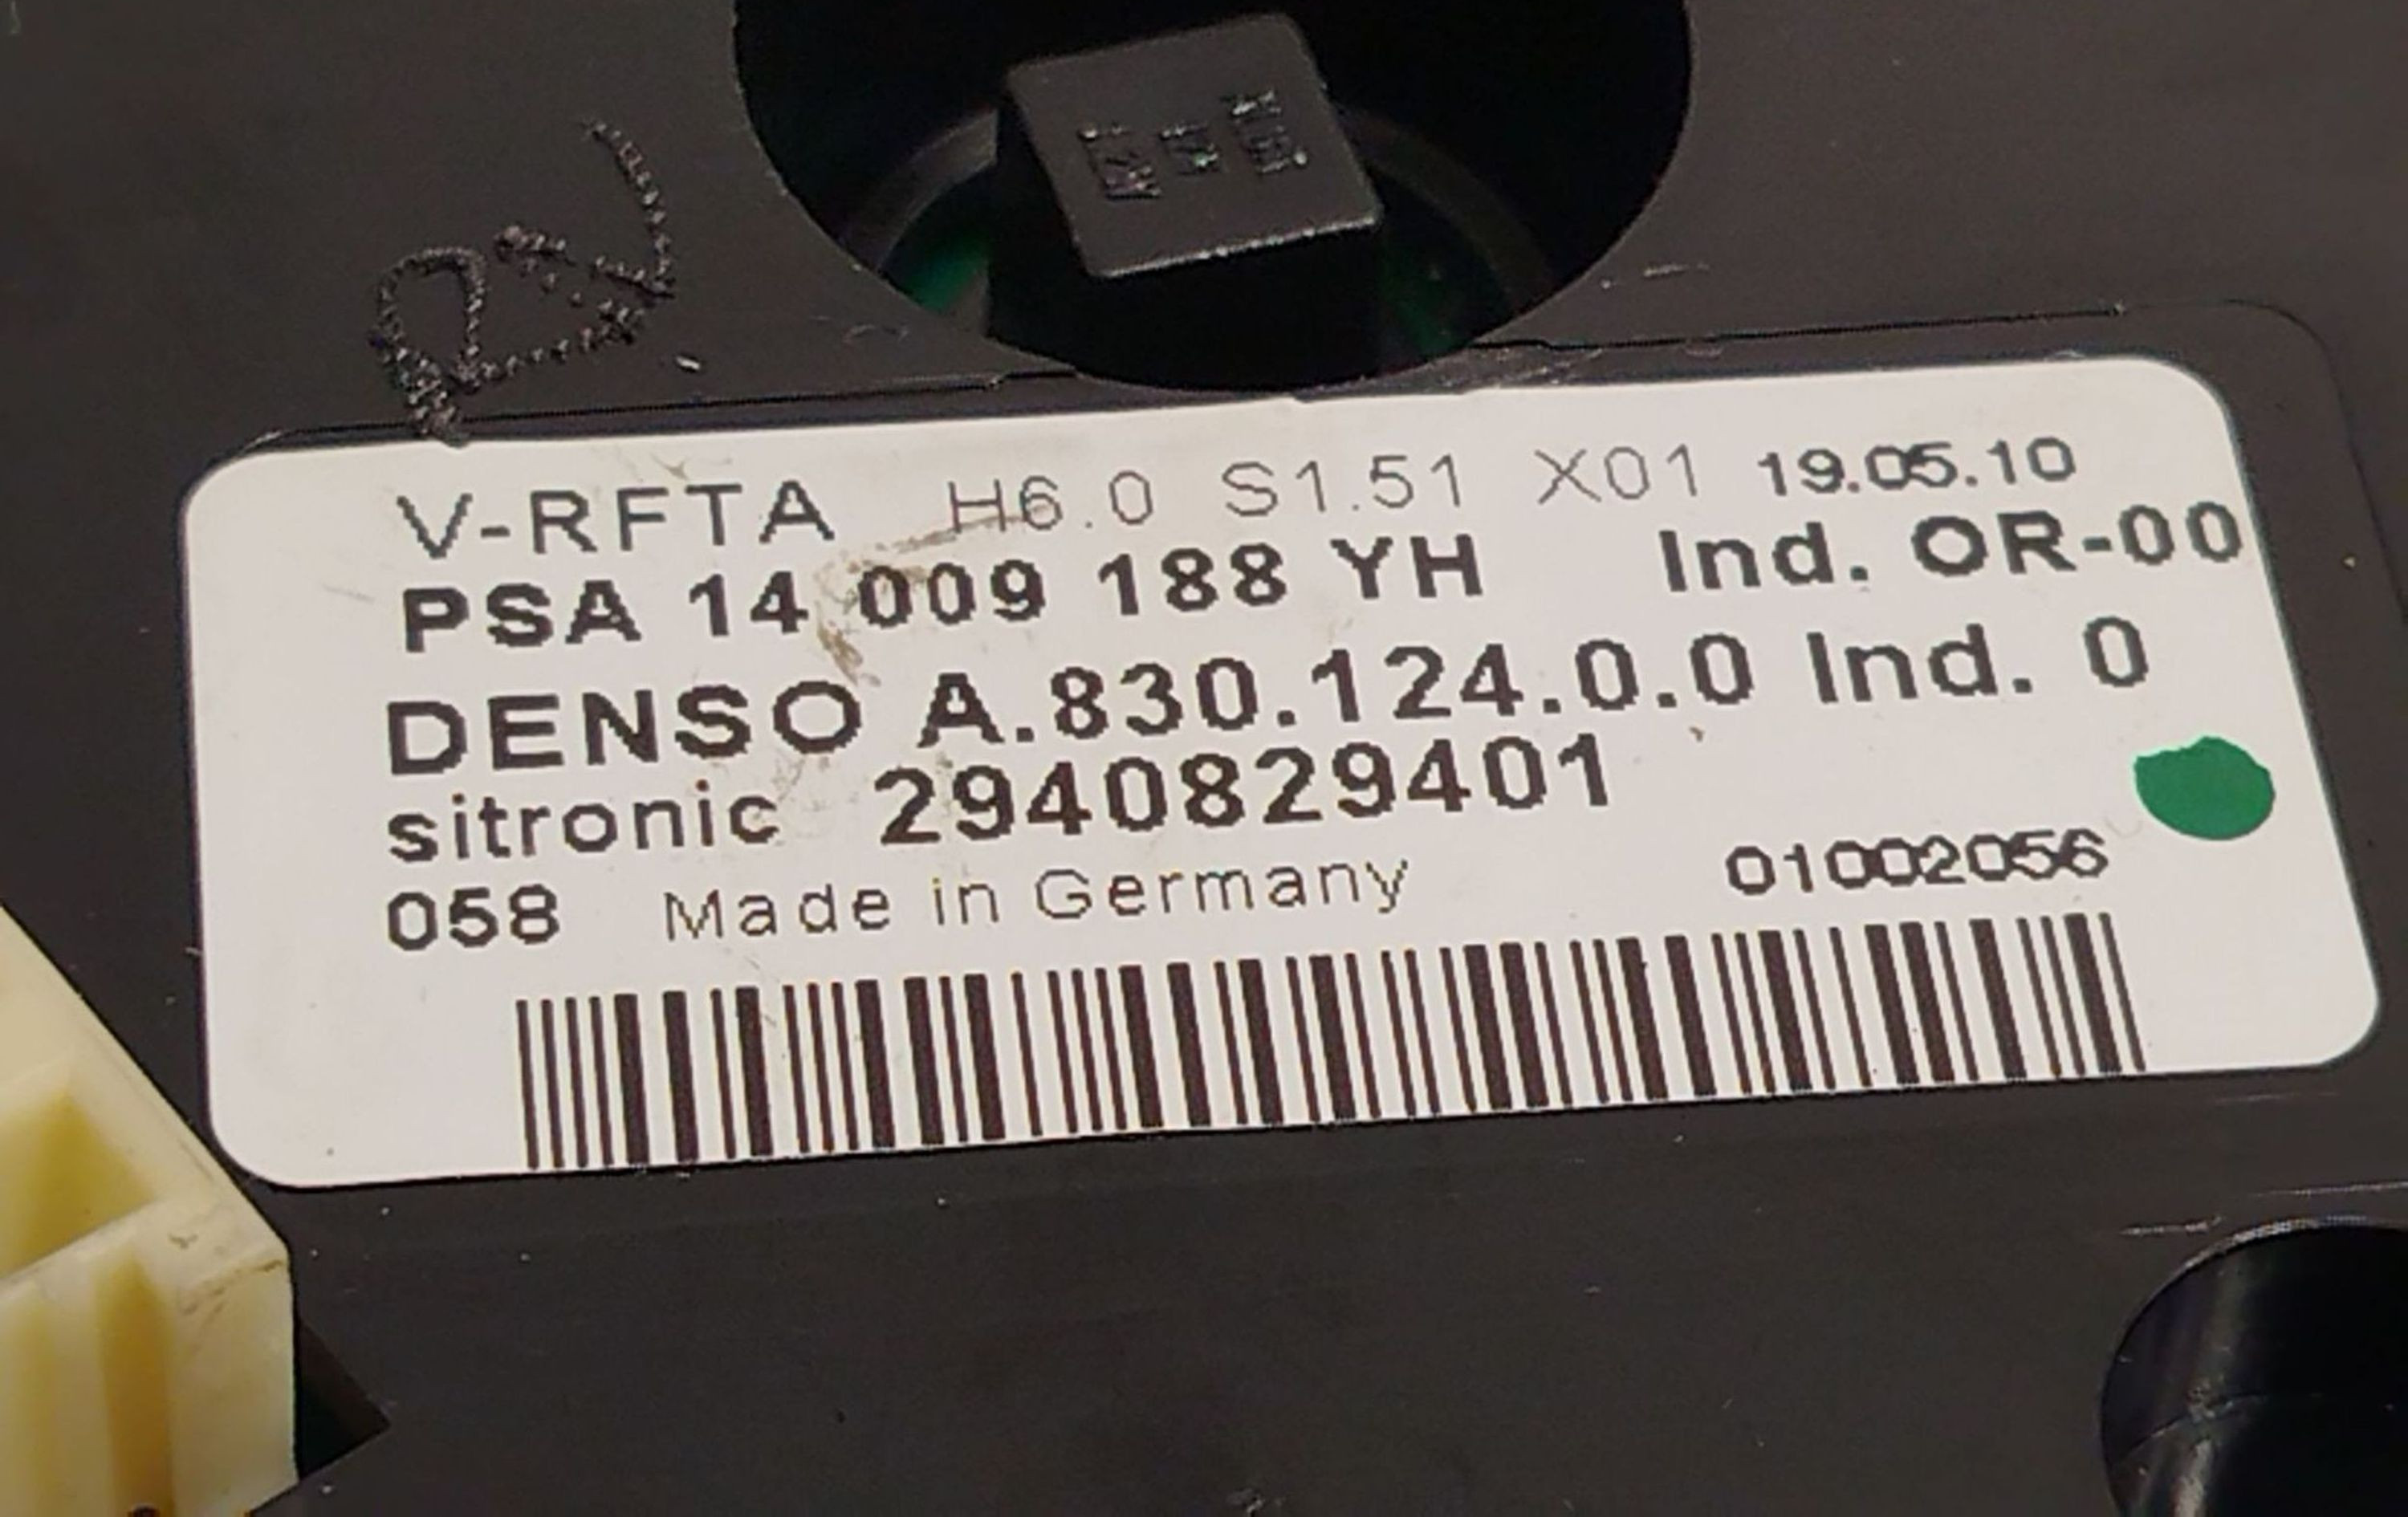 V-RFTA H6.0 S1.51 X01 19.05.10
PSA 14 009 188 YH Ind. OR-00
DENSO A.830.124.0.0 Ind. 0
sitronic 2940829401
058 Made in Germany 01002056